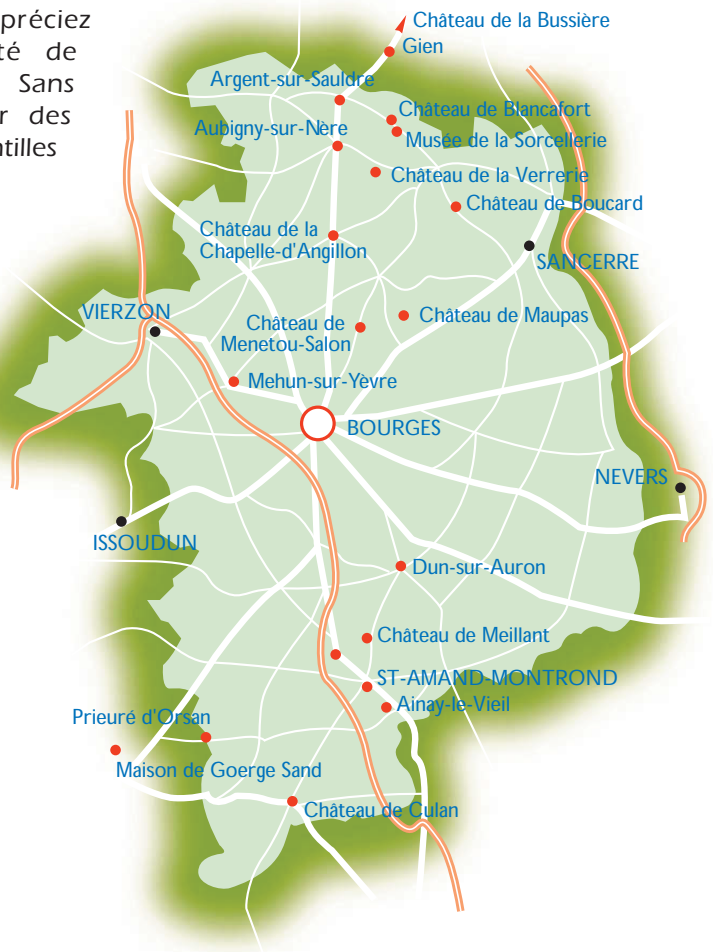 préciez
té de
Sans
r des
ntilles
Château de la Bussière
Gien
Argent-sur-Sauldre
Château de Blancafort
Aubigny-sur-Nère
Musée de la Sorcellerie
Château de la Verrerie
Château de Boucard
Château de la
Chapelle-d'Angillon
SANCERRE
VIERZON
Château de
Menetou-Salon
Château de Maupas
Mehun-sur-Yèvre
BOURGES
NEVERS
ISSOUDUN
Dun-sur-Auron
Château de Meillant
ST-AMAND-MONTROND
Ainay-le-Vieil
Prieuré d'Orsan
Maison de Goerge Sand
Château de Culan